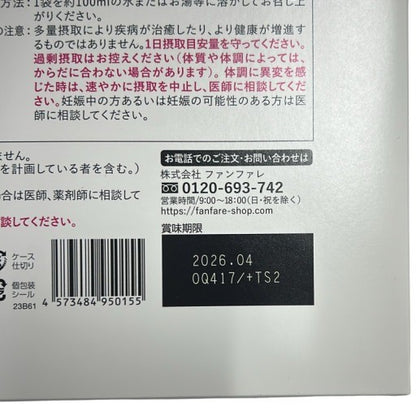 方法：1袋を約100mlの水またはお湯等に溶かしてお召し上
がりください。
の注意：多量摂取により疾病が治癒したり、より健康が増進す
るものではありません。1日摂取目安量を守ってください。
過剰摂取はお控えください（体質や体調によっては、
からだに合わない場合があります）。体調に異変を感
じた時は、速やかに摂取を中止し、医師に相談してください。
妊娠中の方あるいは妊娠の可能性のある方は医
師に相談してください。
ません。
を計画している者を含む。）
場合は医師、薬剤師に相談して
談してください。
お電話でのご注文・お問い合わせは
株式会社 ファンファレ
0120-693-742
営業時間/9:00〜18:00(日・祝を除く)
https://fanfare-shop.com/
賞味期限
2026.04
0Q417/+TS2
ケース
仕切り
個包装
シール
23B61
4 573484 950155